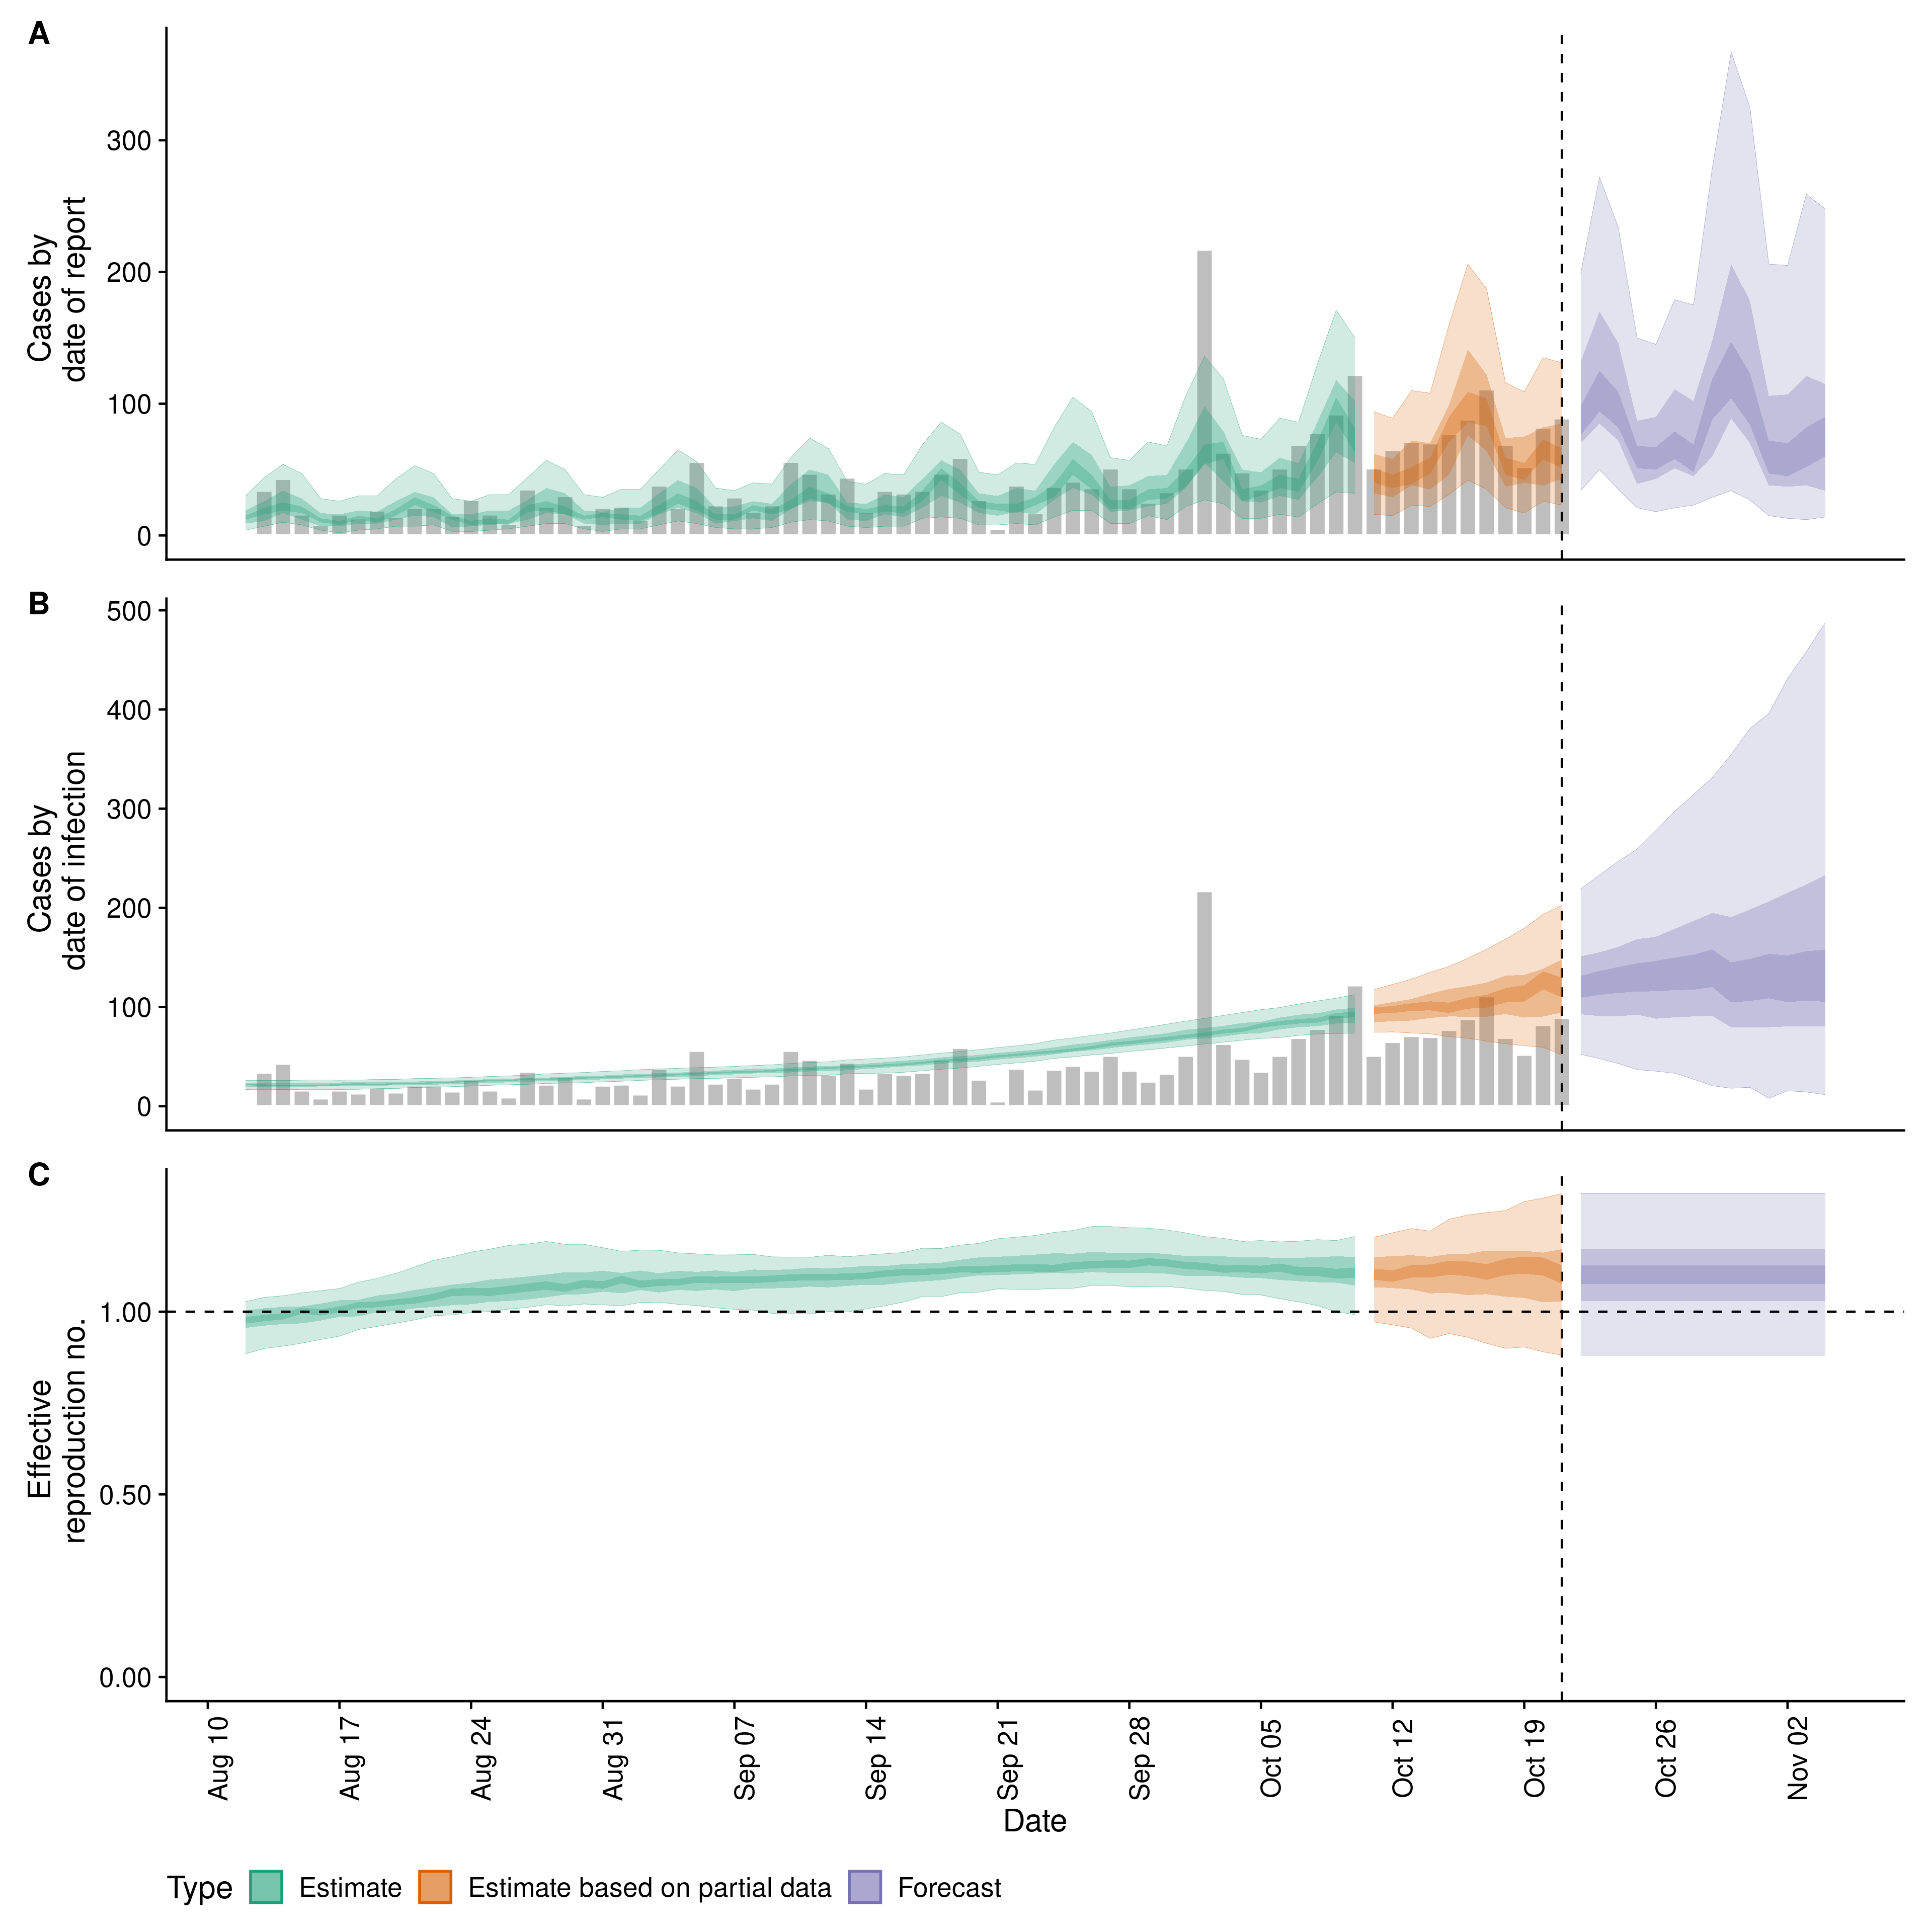 A
Cases by
date of report
300
200
100
0
B
Cases by
date of infection
500
400
300
200
100
0
C
Effective
reproduction no.
1.00
0.50
0.00
Aug 10
Aug 17
Aug 24
Aug 31
Sep 07
Sep 14
Sep 21
Sep 28
Oct 05
Oct 12
Oct 19
Oct 26
Nov 02
Date
Type Estimate Estimate based on partial data Forecast